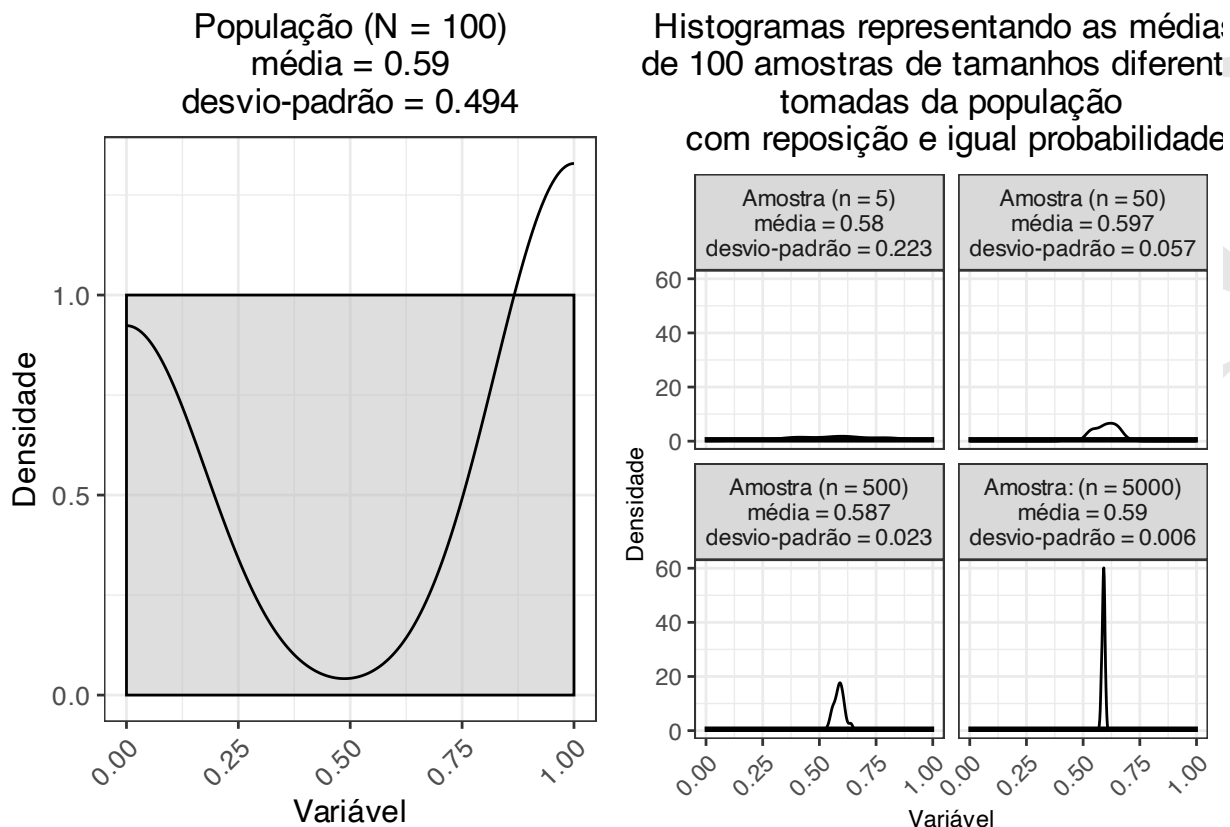 População (N = 100)
média = 0.59
desvio-padrão = 0.494
Densidade
1.0
0.5
0.0
0.00
0.25
0.50
0.75
1.00
Variável
Histogramas representando as médias
de 100 amostras de tamanhos diferent
tomadas da população
com reposição e igual probabilidade
Amostra (n = 5)
média = 0.58
desvio-padrão = 0.223
Amostra (n = 50)
média = 0.597
desvio-padrão = 0.057
60
40
20
0
Amostra (n = 500)
média = 0.587
desvio-padrão = 0.023
Amostra: (n = 5000)
média = 0.59
desvio-padrão = 0.006
Densidade
60
40
20
0
0.00
0.25
0.50
0.75
1.00
0.00
0.25
0.50
0.75
1.00
Variável